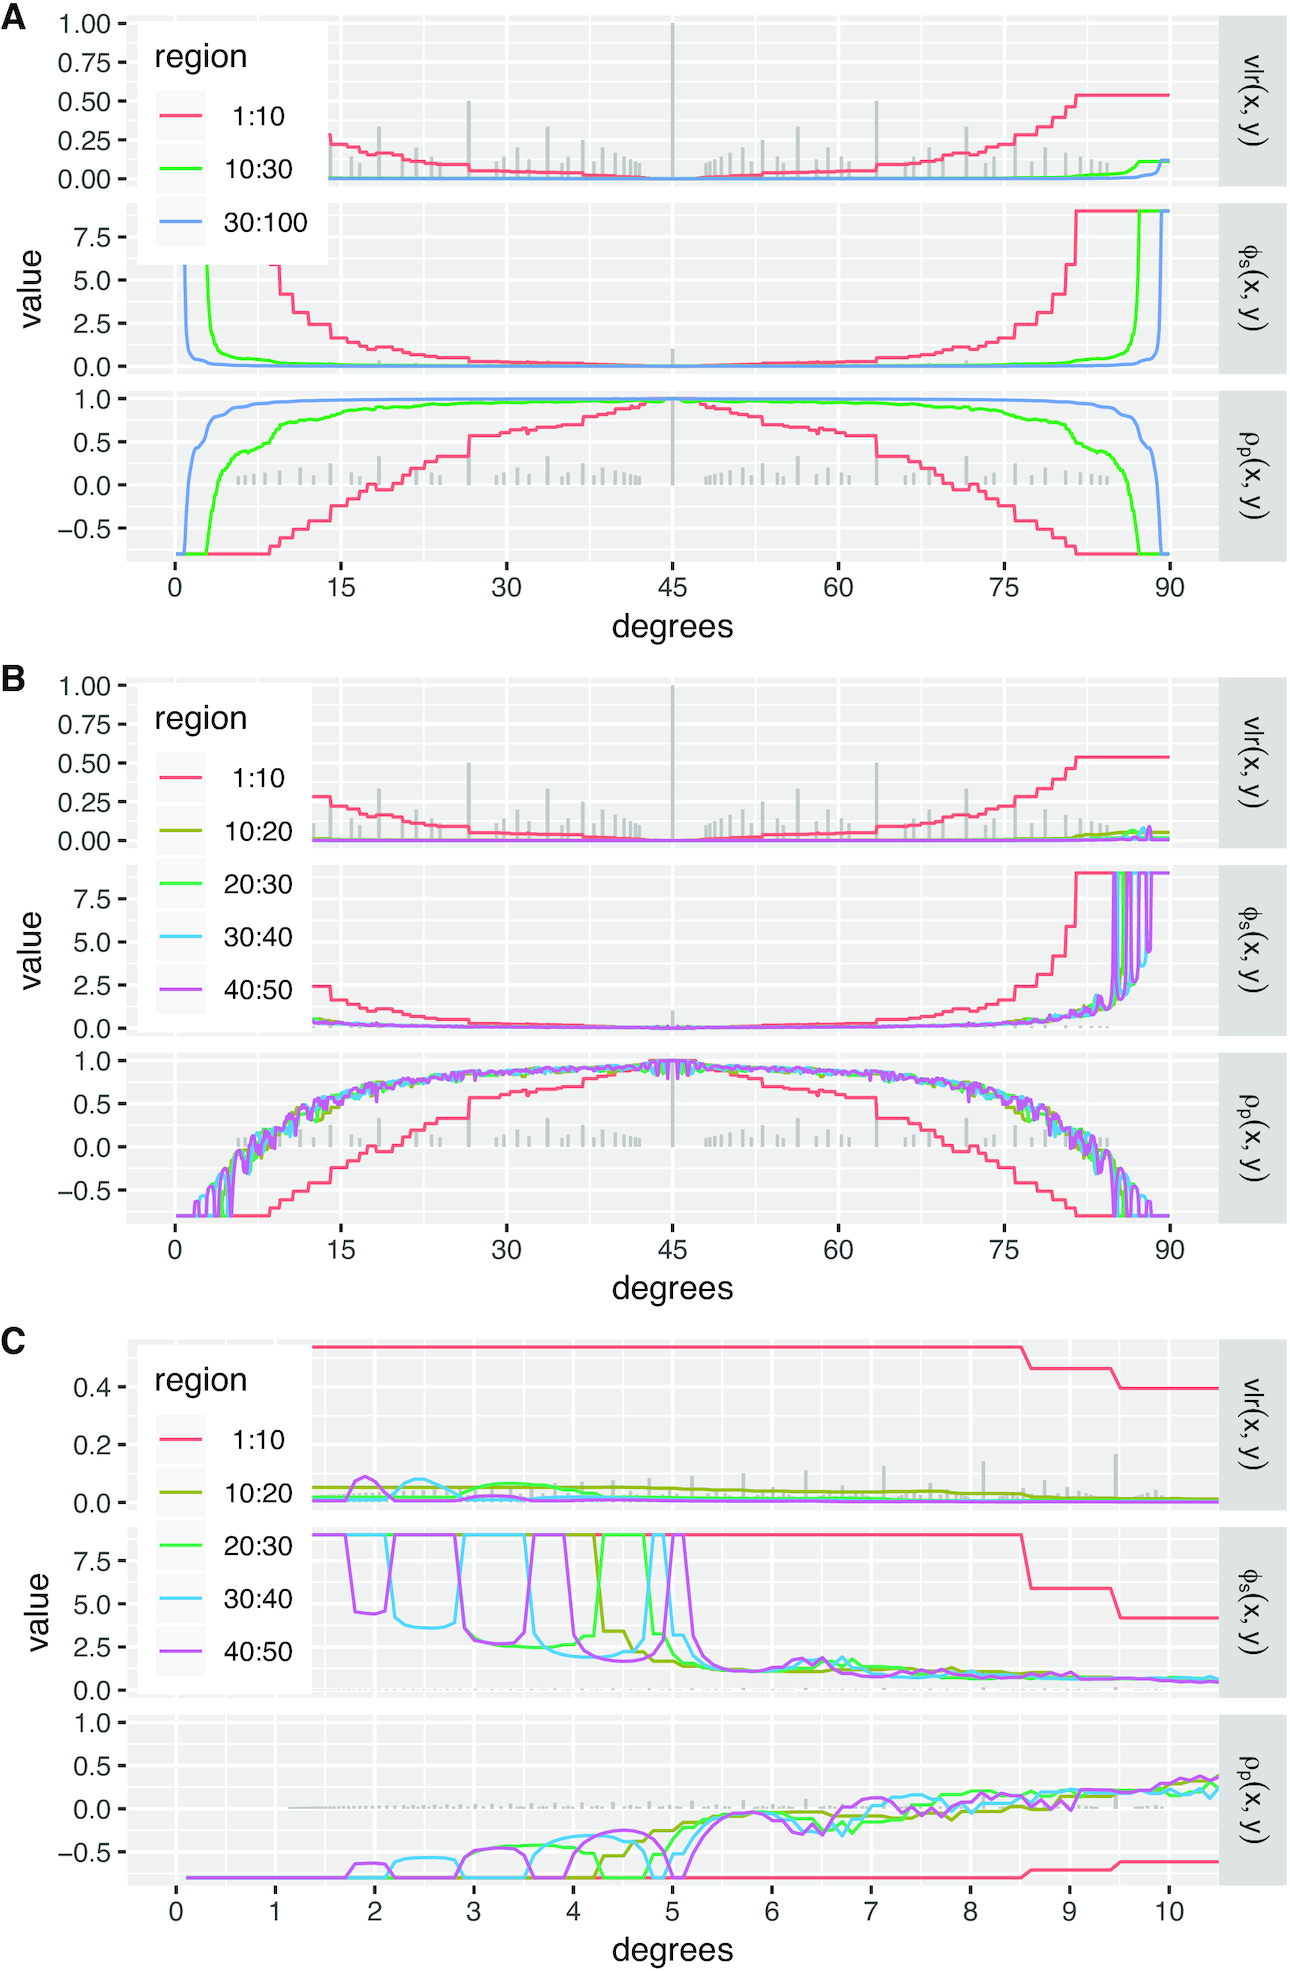 A
1.00
0.75
0.50
0.25
0.00
vlr(x, y)
region
1:10
10:30
30:100
7.5
5.0
2.5
0.0
ϕs(x, y)
value
1.0
0.5
0.0
−0.5
ρp(x, y)
0 15 30 45 60 75 90
degrees
B
1.00
0.75
0.50
0.25
0.00
vlr(x, y)
region
1:10
10:20
20:30
30:40
40:50
7.5
5.0
2.5
0.0
ϕs(x, y)
value
1.0
0.5
0.0
−0.5
ρp(x, y)
0 15 30 45 60 75 90
degrees
C
0.4
0.2
0.0
vlr(x, y)
region
1:10
10:20
20:30
30:40
40:50
7.5
5.0
2.5
0.0
ϕs(x, y)
value
1.0
0.5
0.0
−0.5
ρp(x, y)
0 1 2 3 4 5 6 7 8 9 10
degrees